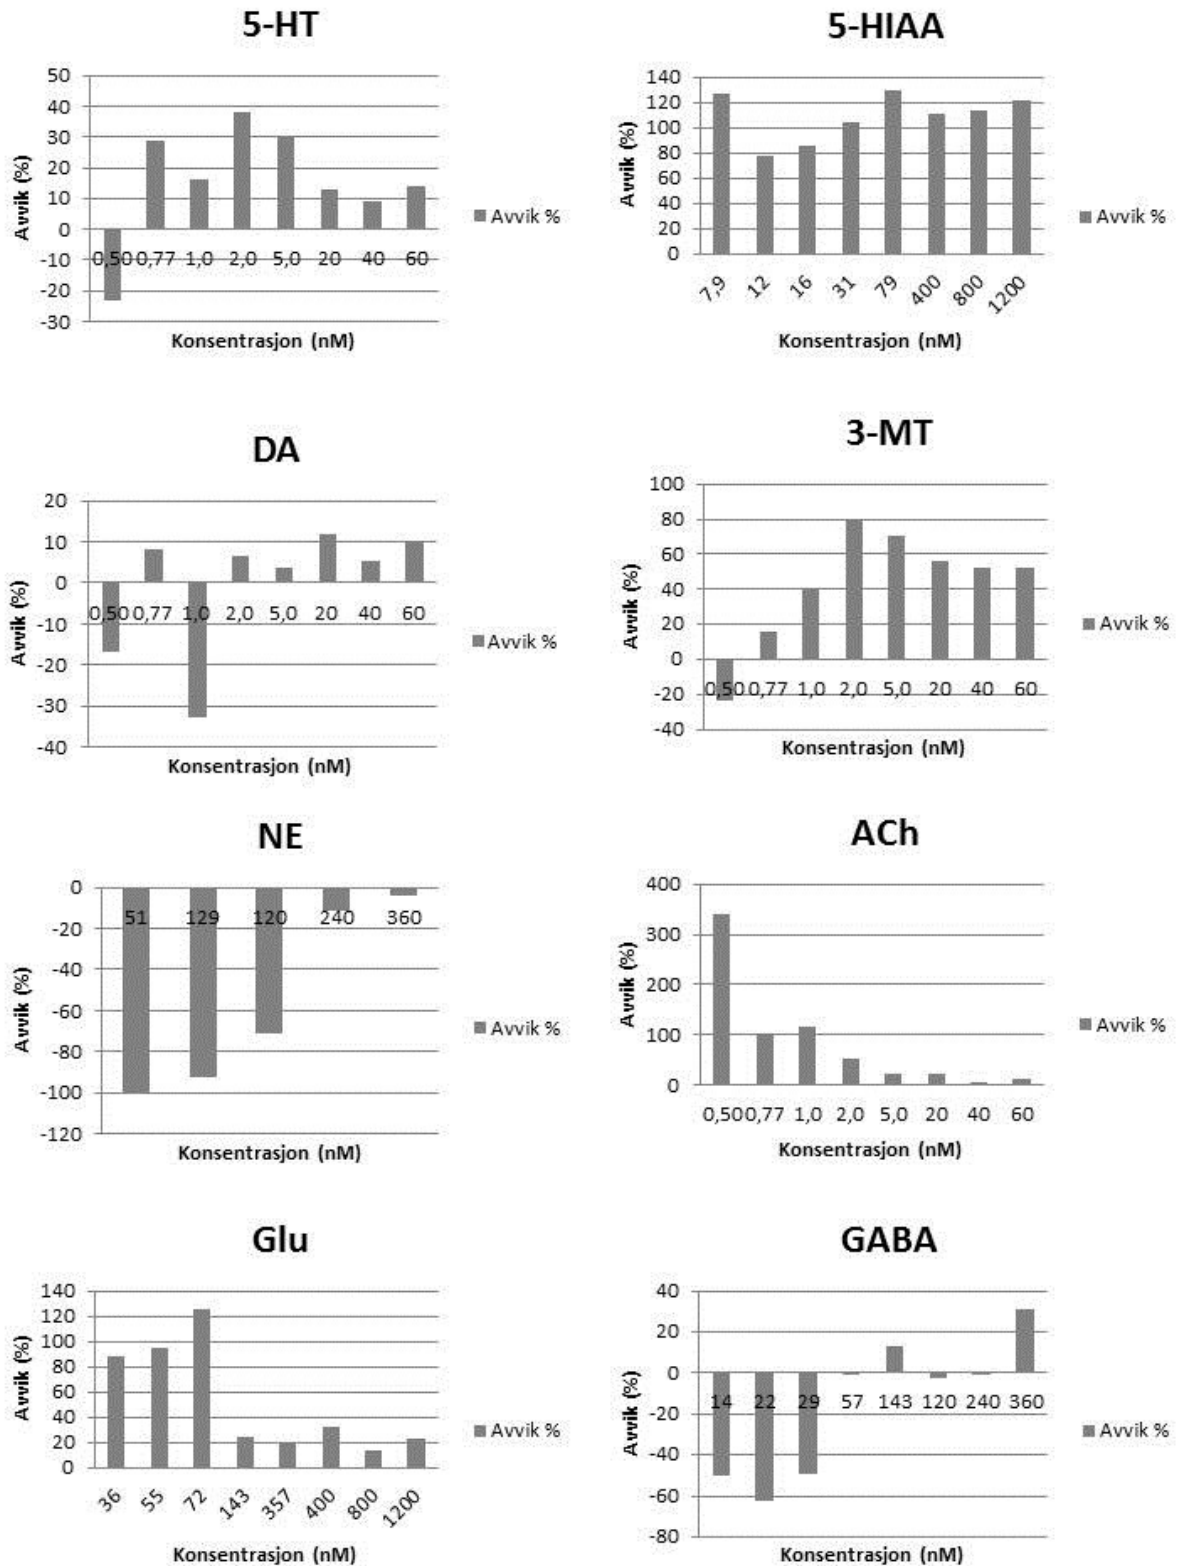 5-HT
50
40
30
20
10
0
-10
-20
-30
Avvik (%)
0,50 0,77 1,0 2,0 5,0 20 40 60
Konsentrasjon (nM)
Avvik %
5-HIAA
140
120
100
80
60
40
20
0
Avvik (%)
7,9 12 16 31 79 400 800 1200
Konsentrasjon (nM)
Avvik %
DA
20
10
0
-10
-20
-30
-40
Avvik (%)
0,50 0,77 1,0 2,0 5,0 20 40 60
Konsentrasjon (nM)
Avvik %
3-MT
100
80
60
40
20
0
-20
-40
Avvik (%)
0,50 0,77 1,0 2,0 5,0 20 40 60
Konsentrasjon (nM)
Avvik %
NE
0
-20
-40
-60
-80
-100
-120
Avvik (%)
51 129 120 240 360
Konsentrasjon (nM)
Avvik %
ACh
400
300
200
100
0
Avvik (%)
0,50 0,77 1,0 2,0 5,0 20 40 60
Konsentrasjon (nM)
Avvik %
Glu
140
120
100
80
60
40
20
0
Avvik (%)
36 55 72 143 357 400 800 1200
Konsentrasjon (nM)
Avvik %
GABA
40
20
0
-20
-40
-60
-80
Avvik (%)
14 22 29 57 143 120 240 360
Konsentrasjon (nM)
Avvik %